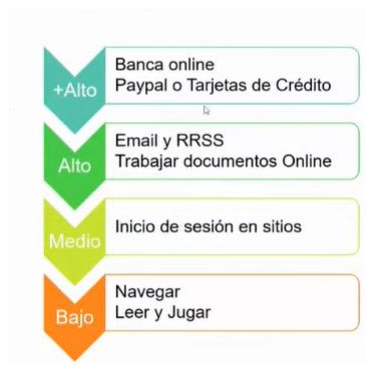 +Alto
Banca online
Paypal o Tarjetas de Crédito
Alto
Email y RRSS
Trabajar documentos Online
Medio
Inicio de sesión en sitios
Bajo
Navegar
Leer y Jugar